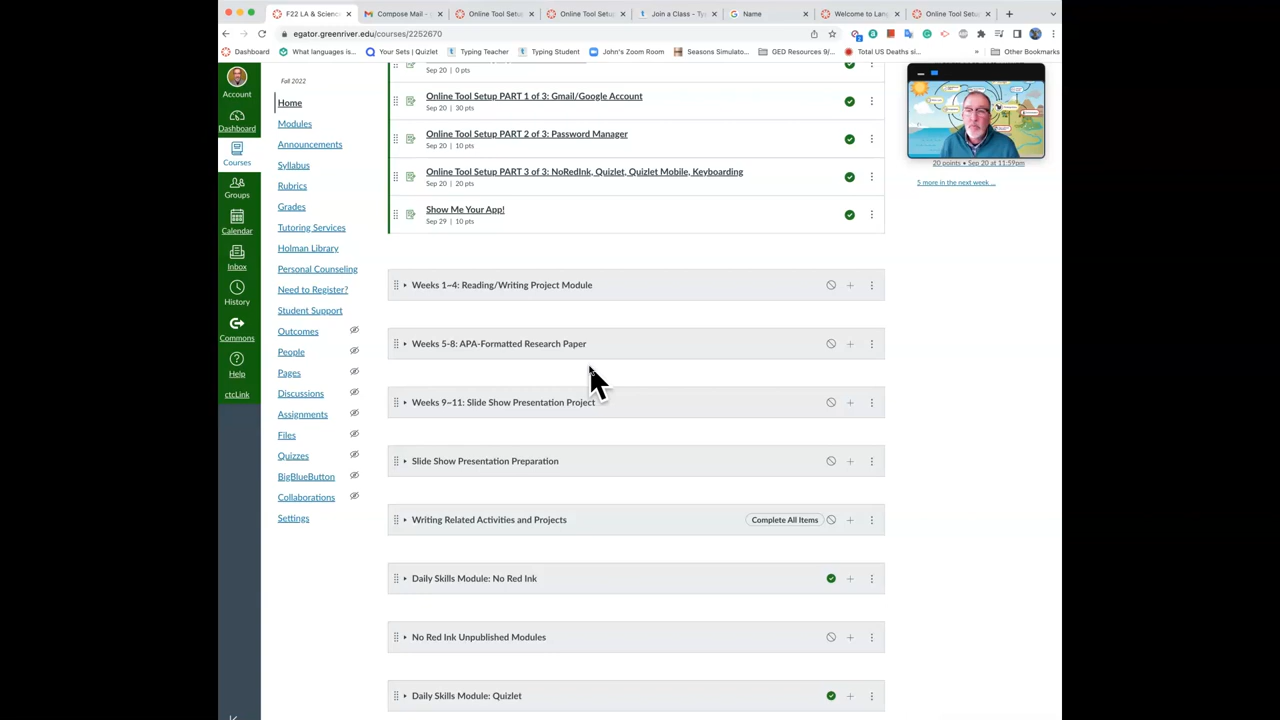 F22 LA & Science
Compose Mail -
Online Tool Setu
Online Tool Setu
Join a Class - Ty
Name
Welcome to Lang
Online Tool Setu
egator.greenriver.edu/courses/2252670
Dashboard
What languages is...
Your Sets | Quizlet
Typing Teacher
Typing Student
John's Zoom Room
Seasons Simulato...
GED Resources 9/...
Total US Deaths si...
»
Other Bookmarks
Account
Dashboard
Courses
Groups
Calendar
Inbox
History
Commons
Help
ctcLink
Fall 2022
Home
Modules
Announcements
Syllabus
Rubrics
Grades
Tutoring Services
Holman Library
Personal Counseling
Need to Register?
Student Support
Outcomes
People
Pages
Discussions
Assignments
Files
Quizzes
BigBlueButton
Collaborations
Settings
Sep 20 | 0 pts
Online Tool Setup PART 1 of 3: Gmail/Google Account
Sep 20 | 30 pts
Online Tool Setup PART 2 of 3: Password Manager
Sep 20 | 10 pts
Online Tool Setup PART 3 of 3: NoRedInk, Quizlet, Quizlet Mobile, Keyboarding
Sep 20 | 20 pts
Show Me Your App!
Sep 29 | 10 pts
Weeks 1~4: Reading/Writing Project Module
Weeks 5-8: APA-Formatted Research Paper
Weeks 9~11: Slide Show Presentation Project
Slide Show Presentation Preparation
Writing Related Activities and Projects
Complete All Items
Daily Skills Module: No Red Ink
No Red Ink Unpublished Modules
Daily Skills Module: Quizlet
20 points • Sep 20 at 11:59pm
5 more in the next week ...